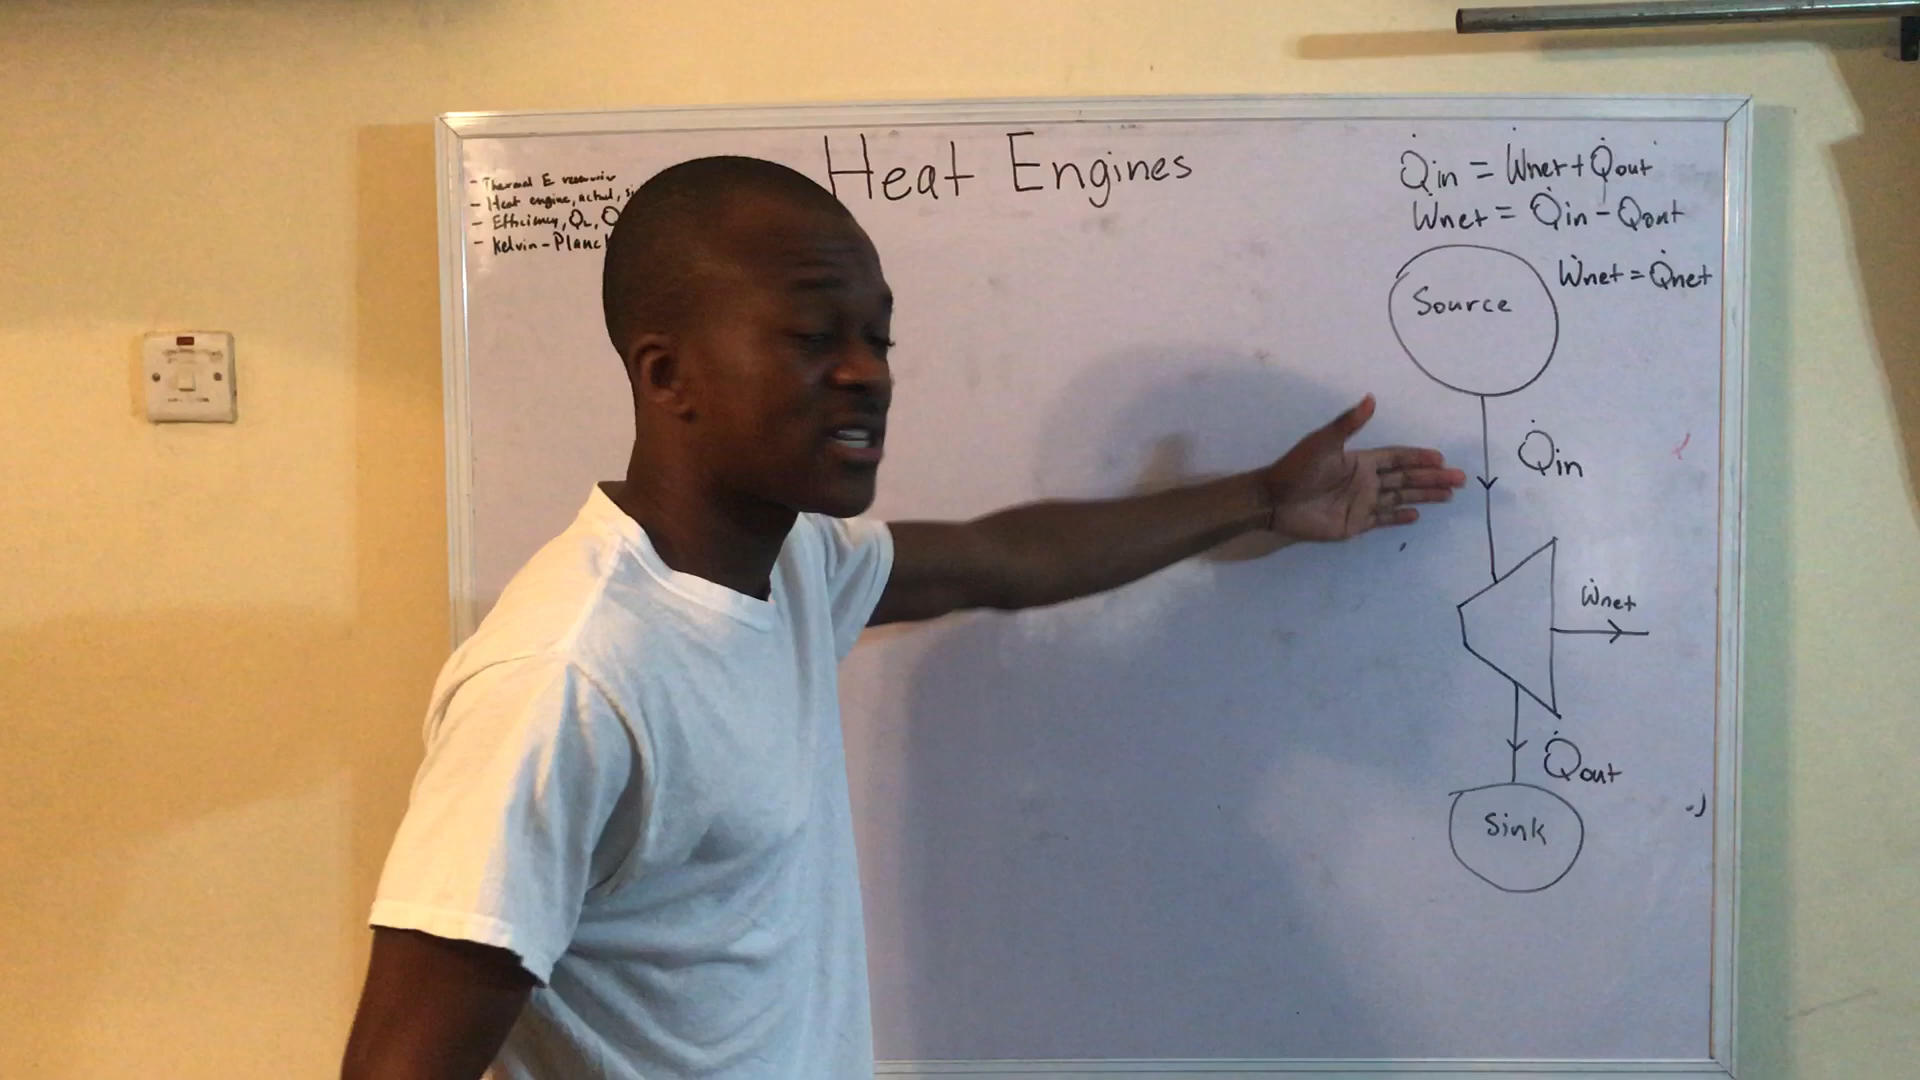 Heat Engines
- Thermal E reservoir
- Heat engine, actual,
- Efficiency, QL, Q
- Kelvin-Planc
Q̇in = Ẇnet + Q̇out
Ẇnet = Q̇in - Q̇out
Ẇnet = Q̇net
Source
Q̇in
Ẇnet
Q̇out
Sink